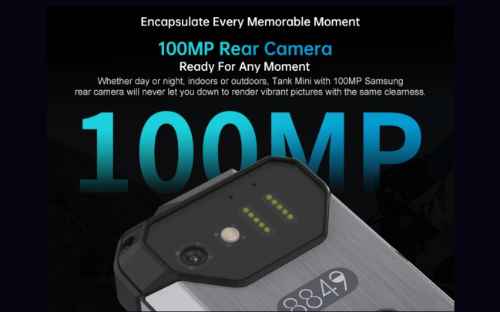 Encapsulate Every Memorable Moment
100MP Rear Camera
Ready For Any Moment
Whether day or night, indoors or outdoors, Tank Mini with 100MP Samsung
rear camera will never let you down to render vibrant pictures with the same clearness.
100MP
8849